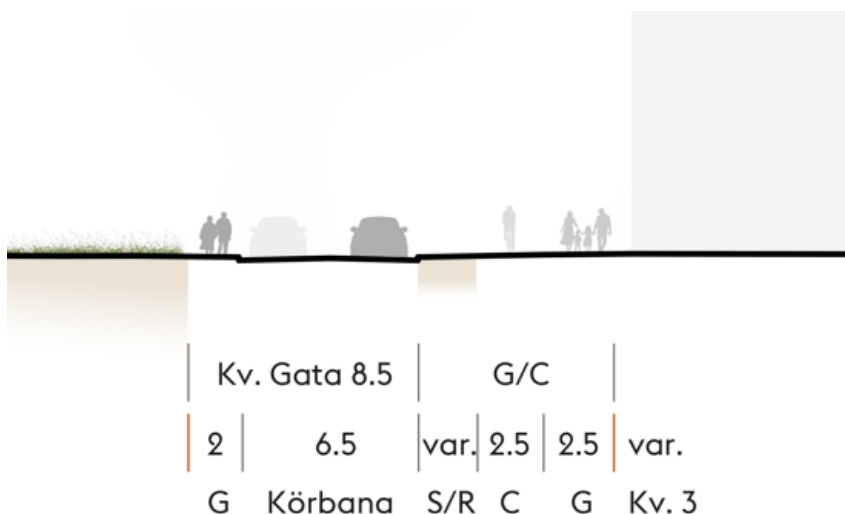 Kv. Gata 8.5 G/C
2 6.5 var. 2.5 2.5 var.
G Körbana S/R C G Kv. 3